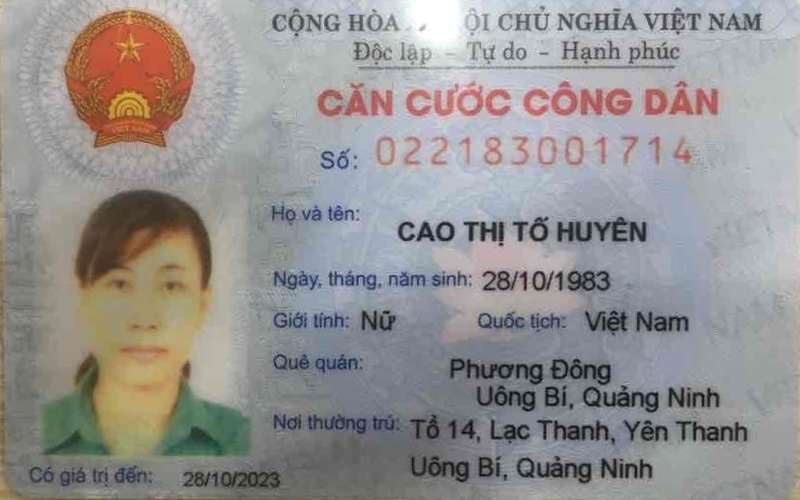 CỘNG HÒA ỘI CHỦ NGHĨA VIỆT NAM
Độc lập - Tự do - Hạnh phúc
CĂN CƯỚC CÔNG DÂN
Số: 022183001714
Họ và tên: CAO THỊ TỐ HUYÊN
Ngày, tháng, năm sinh: 28/10/1983
Giới tính: Nữ Quốc tịch: Việt Nam
Quê quán: Phương Đông
Uông Bí, Quảng Ninh
Nơi thường trú: Tổ 14, Lạc Thanh, Yên Thanh
Uông Bí, Quảng Ninh
Có giá trị đến: 28/10/2023
VIỆT NAM